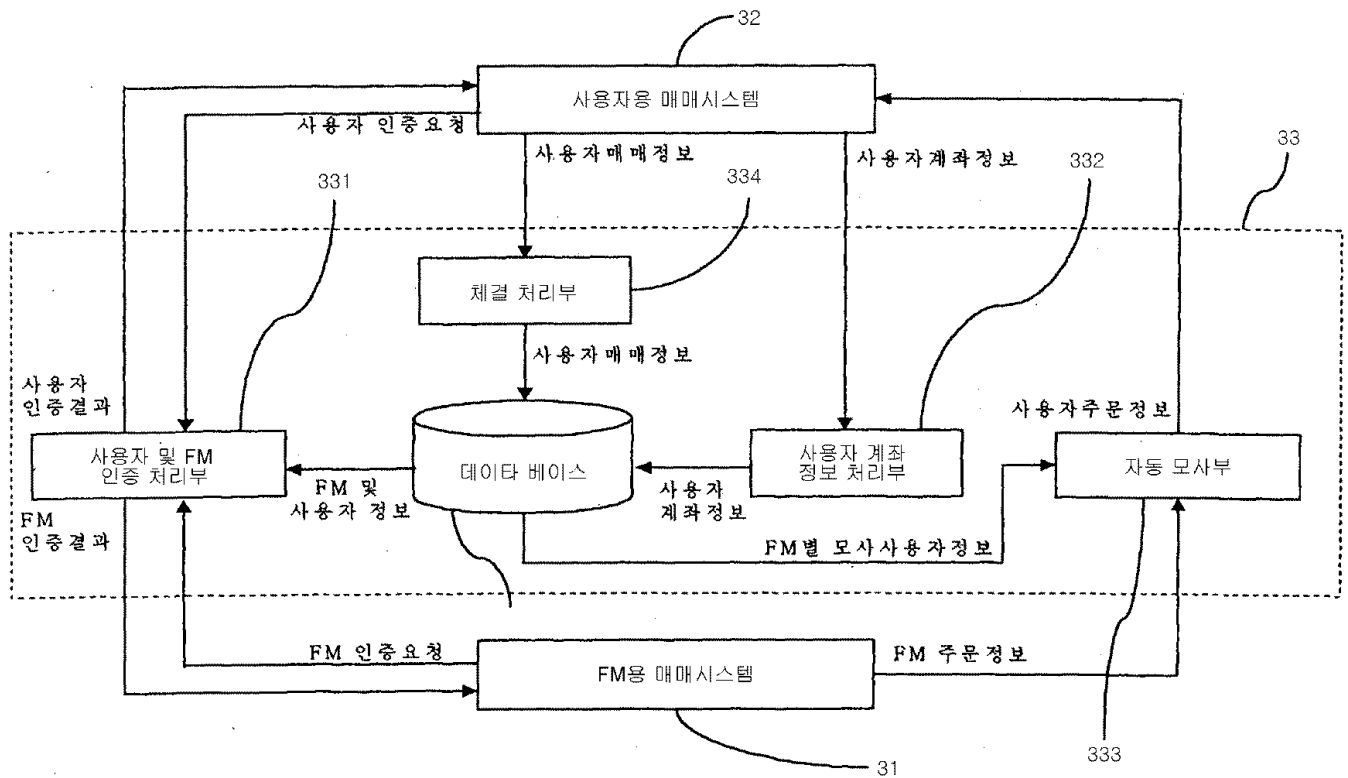 32
사용자용 매매시스템
사용자 인증요청
사용자매매정보
사용자계좌정보
33
331
334
332
체결 처리부
사용자매매정보
사용자
인증결과
사용자주문정보
사용자 및 FM
인증 처리부
데이타 베이스
사용자 계좌
정보 처리부
자동 모사부
FM 및
사용자 정보
사용자
계좌정보
FM
인증결과
FM별 모사사용자정보
FM 인증요청
FM용 매매시스템
FM 주문정보
333
31